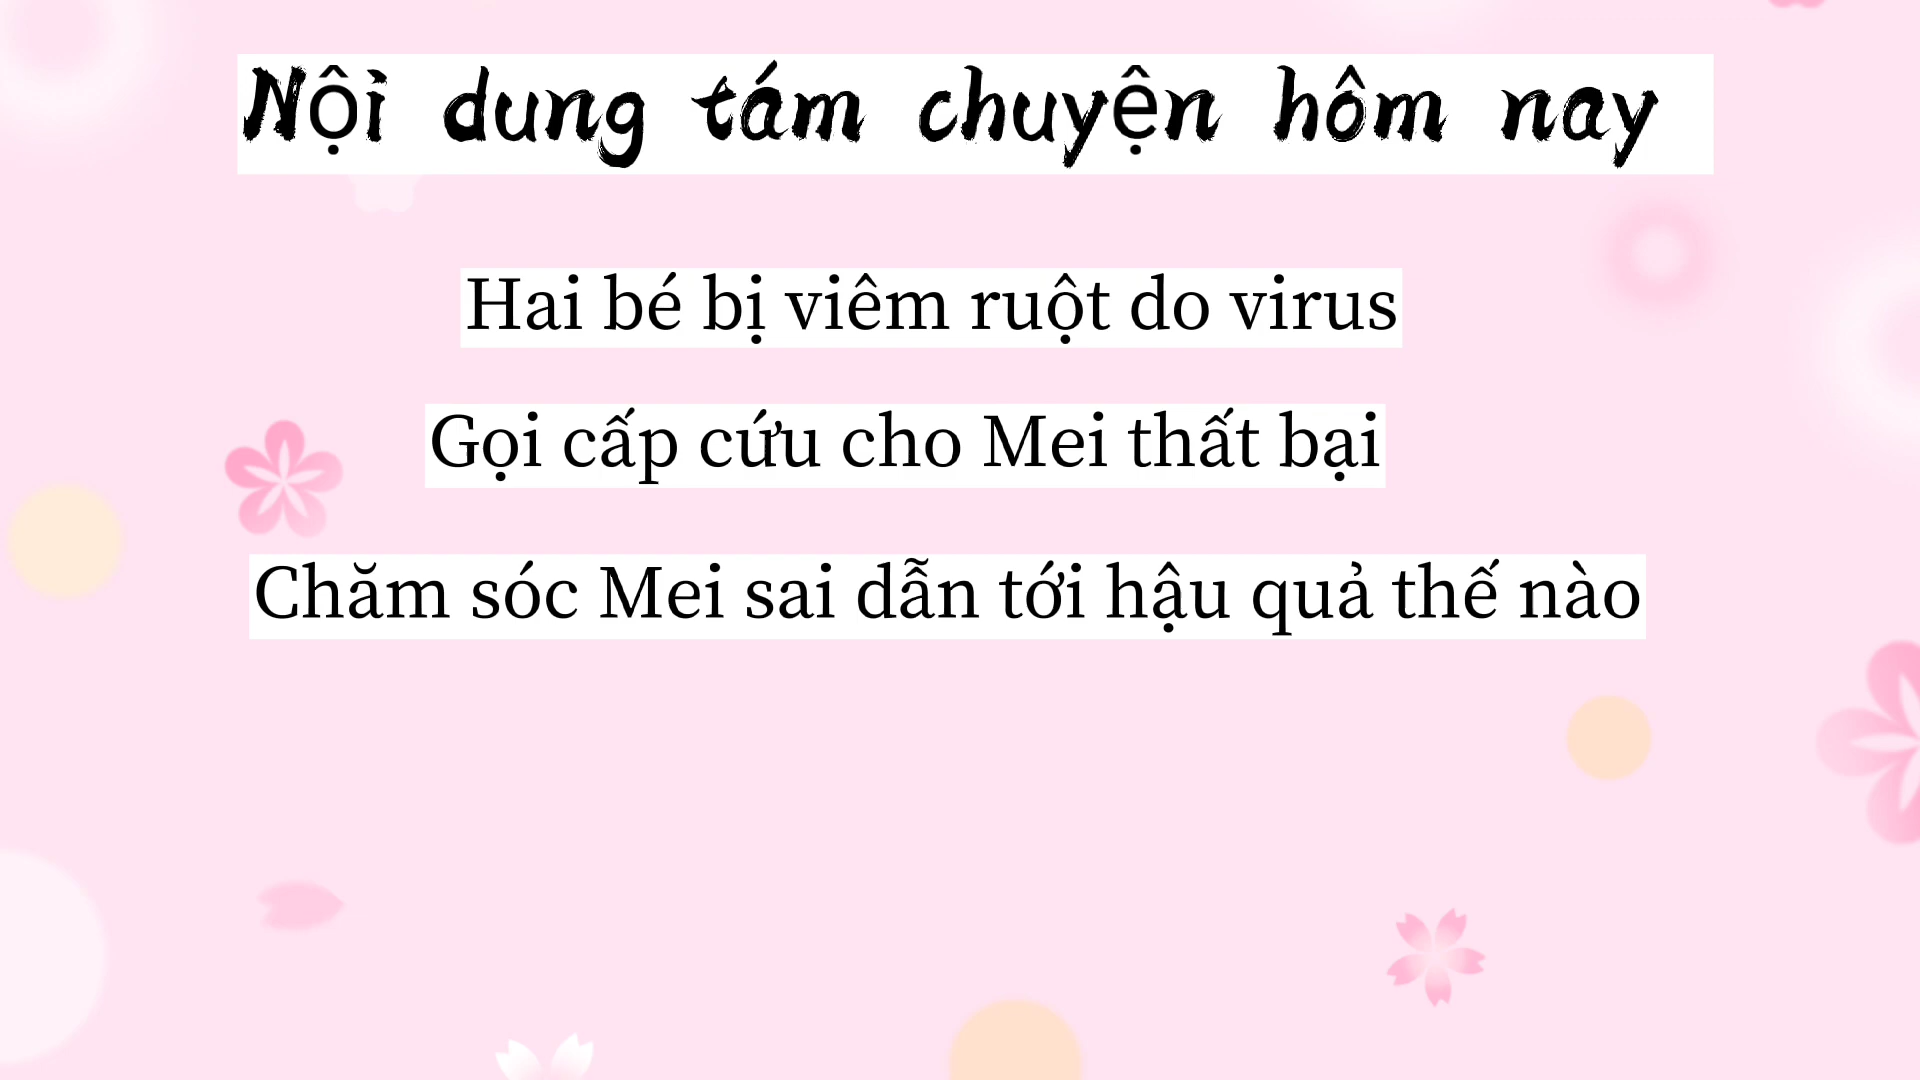 Nội dung tám chuyện hôm nay
Hai bé bị viêm ruột do virus
Gọi cấp cứu cho Mei thất bại
Chăm sóc Mei sai dẫn tới hậu quả thế nào